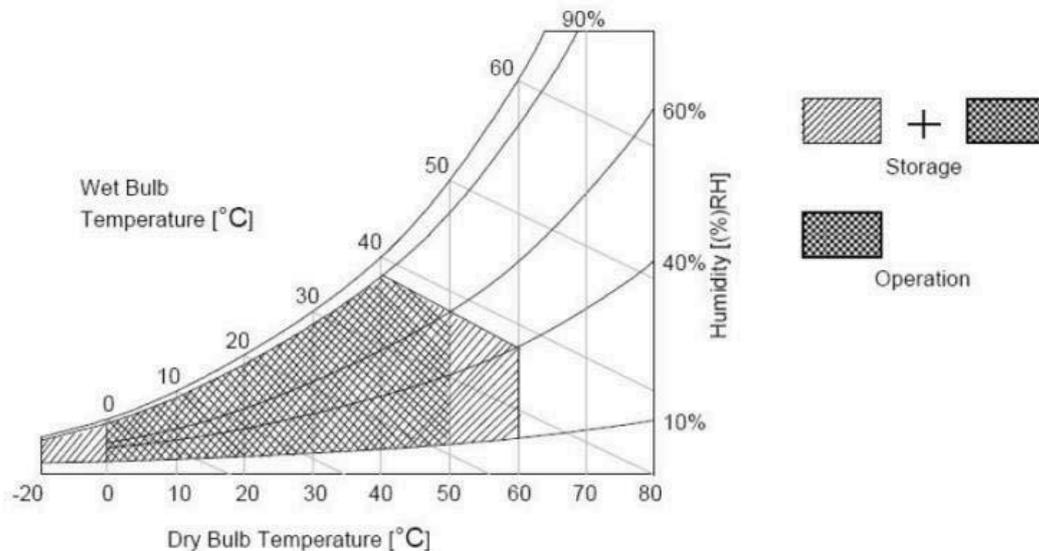 90%
60
60%
50
Wet Bulb
Temperature [°C]
40
30
20
10
0
40%
10%
Humidity [(%)RH]
-20 0 10 20 30 40 50 60 70 80
Dry Bulb Temperature [°C]
+
Storage
Operation